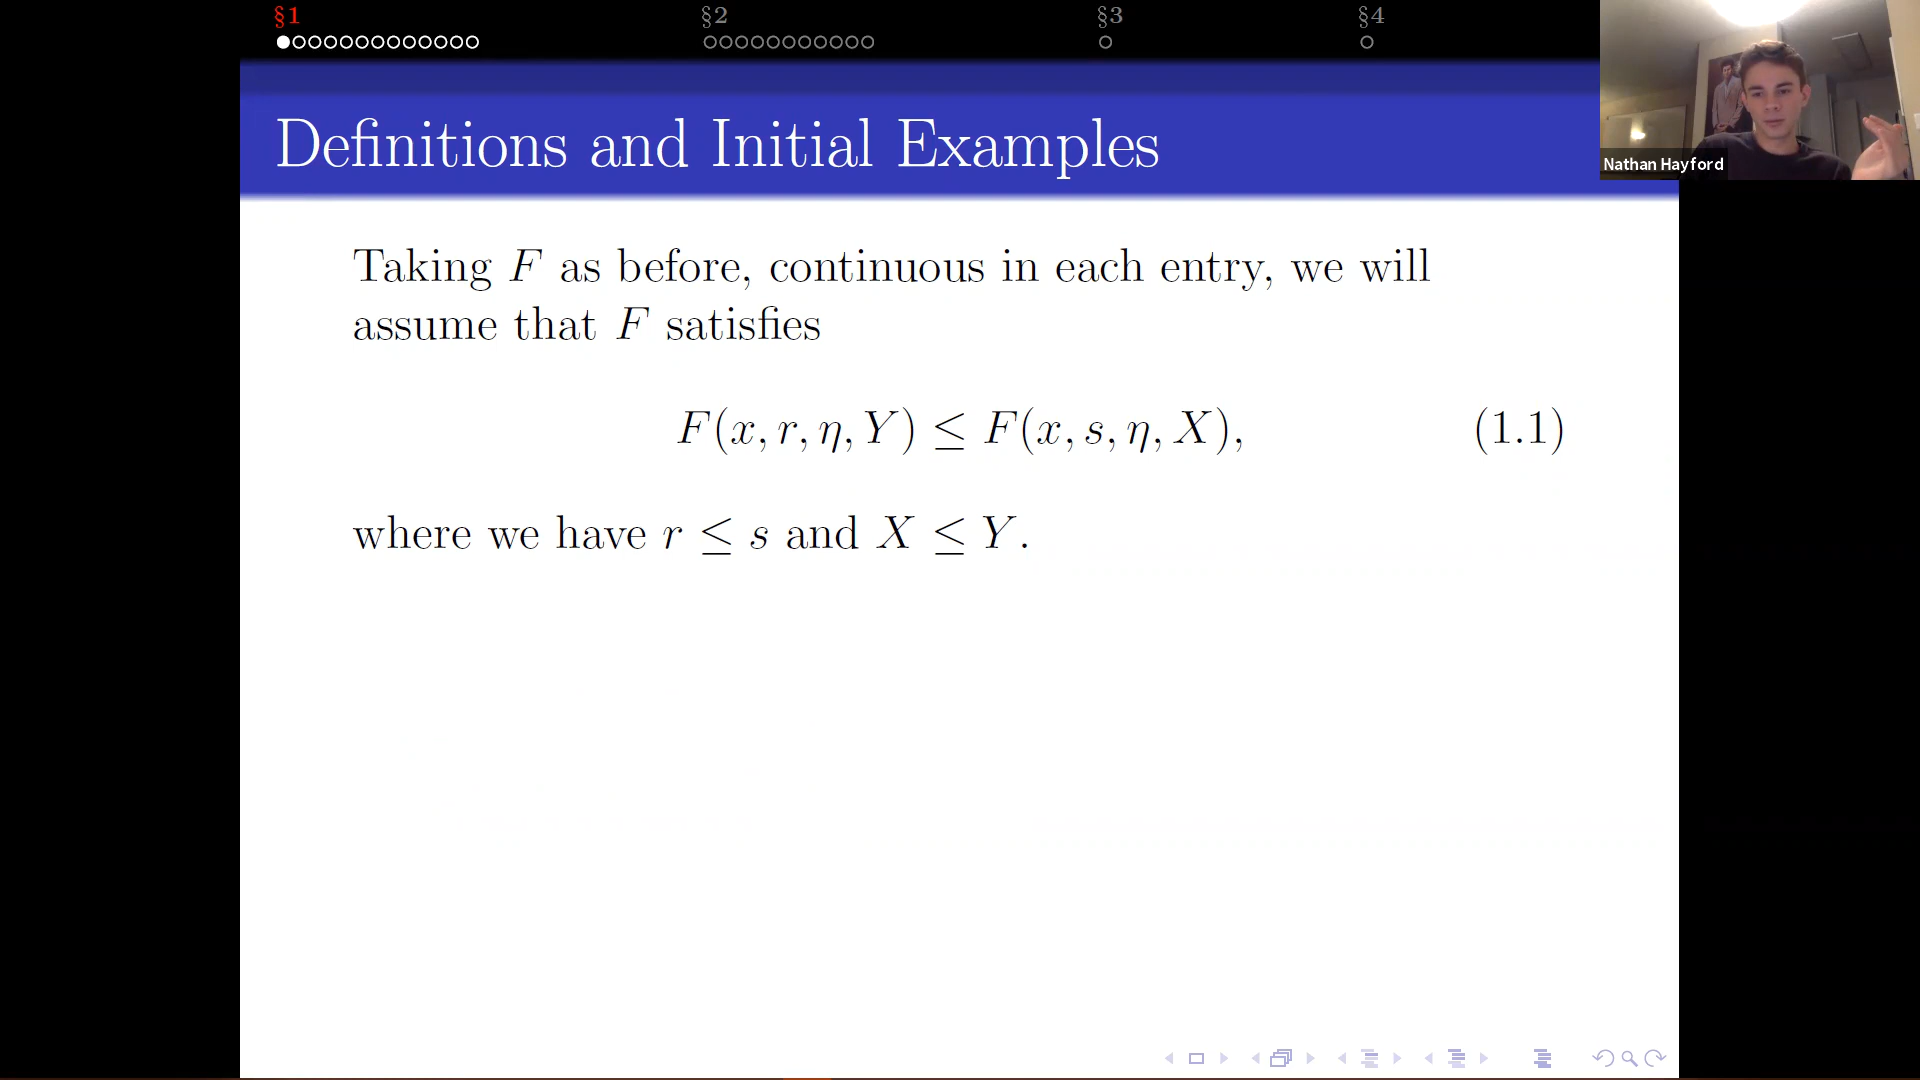 §1 §2 §3 §4
Definitions and Initial Examples
Nathan Hayford
Taking F as before, continuous in each entry, we will
assume that F satisfies
F(x, r, η, Y) ≤ F(x, s, η, X), (1.1)
where we have r ≤ s and X ≤ Y.